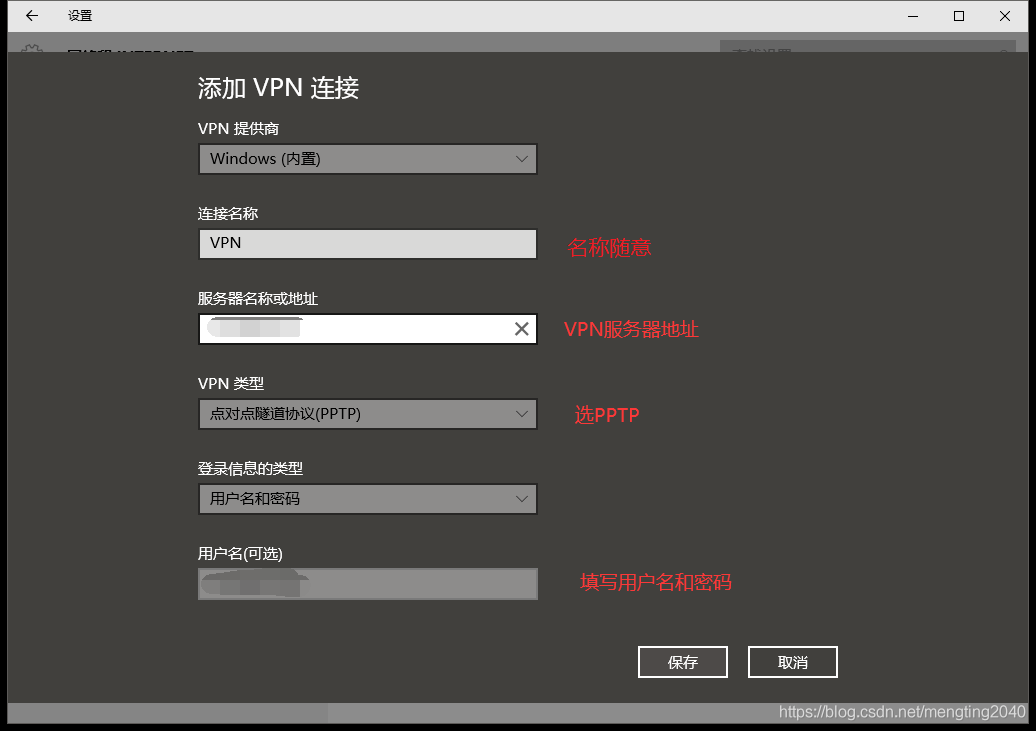 设置
添加 VPN 连接
VPN 提供商
Windows (内置)
连接名称
VPN
名称随意
服务器名称或地址
VPN服务器地址
VPN 类型
点对点隧道协议(PPTP)
选PPTP
登录信息的类型
用户名和密码
用户名(可选)
填写用户名和密码
保存
取消
https://blog.csdn.net/mengting2040